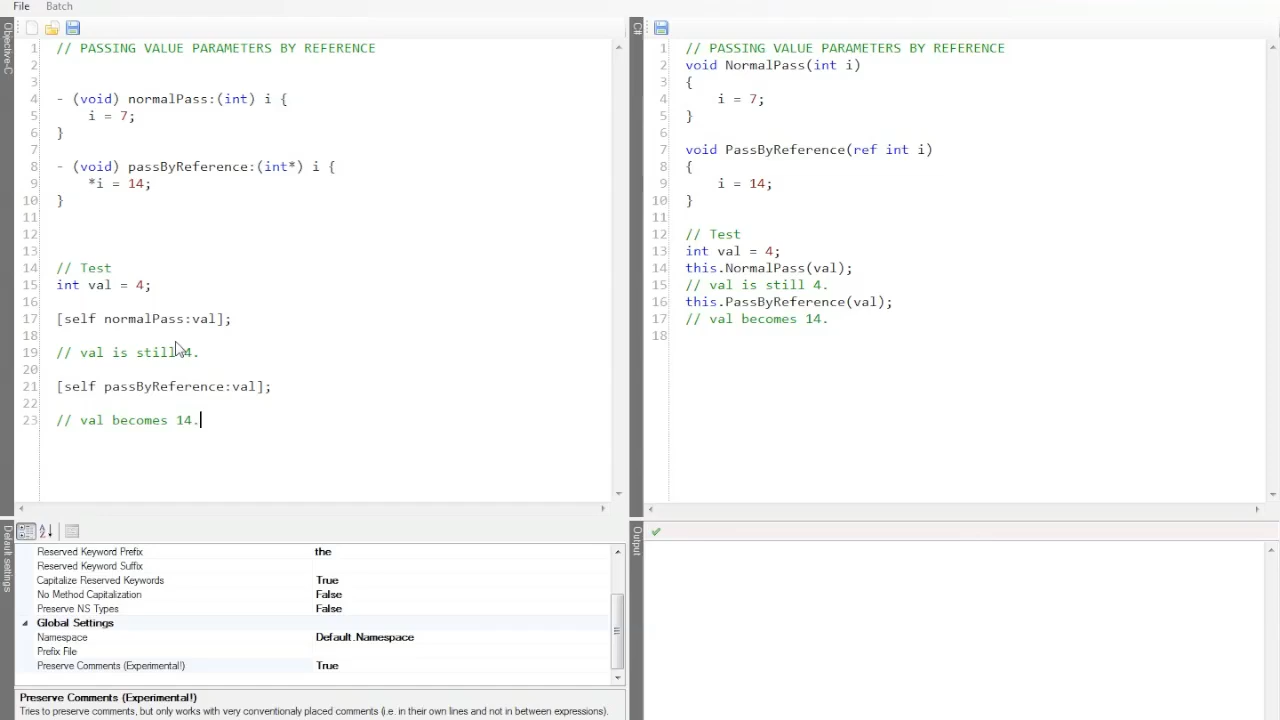 File Batch
Objective-C
1 // PASSING VALUE PARAMETERS BY REFERENCE
2
3
4 - (void) normalPass:(int) i {
5 i = 7;
6 }
7
8 - (void) passByReference:(int*) i {
9 *i = 14;
10 }
11
12
13
14 // Test
15 int val = 4;
16
17 [self normalPass:val];
18
19 // val is still 4.
20
21 [self passByReference:val];
22
23 // val becomes 14.
C#
1 // PASSING VALUE PARAMETERS BY REFERENCE
2 void NormalPass(int i)
3 {
4 i = 7;
5 }
6
7 void PassByReference(ref int i)
8 {
9 i = 14;
10 }
11
12 // Test
13 int val = 4;
14 this.NormalPass(val);
15 // val is still 4.
16 this.PassByReference(val);
17 // val becomes 14.
18
Default settings
Reserved Keyword Prefix the
Reserved Keyword Suffix
Capitalize Reserved Keywords True
No Method Capitalization False
Preserve NS Types False
Global Settings
Namespace Default.Namespace
Prefix File
Preserve Comments (Experimental!) True
Preserve Comments (Experimental!)
Tries to preserve comments, but only works with very conventionaly placed comments (i.e. in their own lines and not in between expressions).
Output